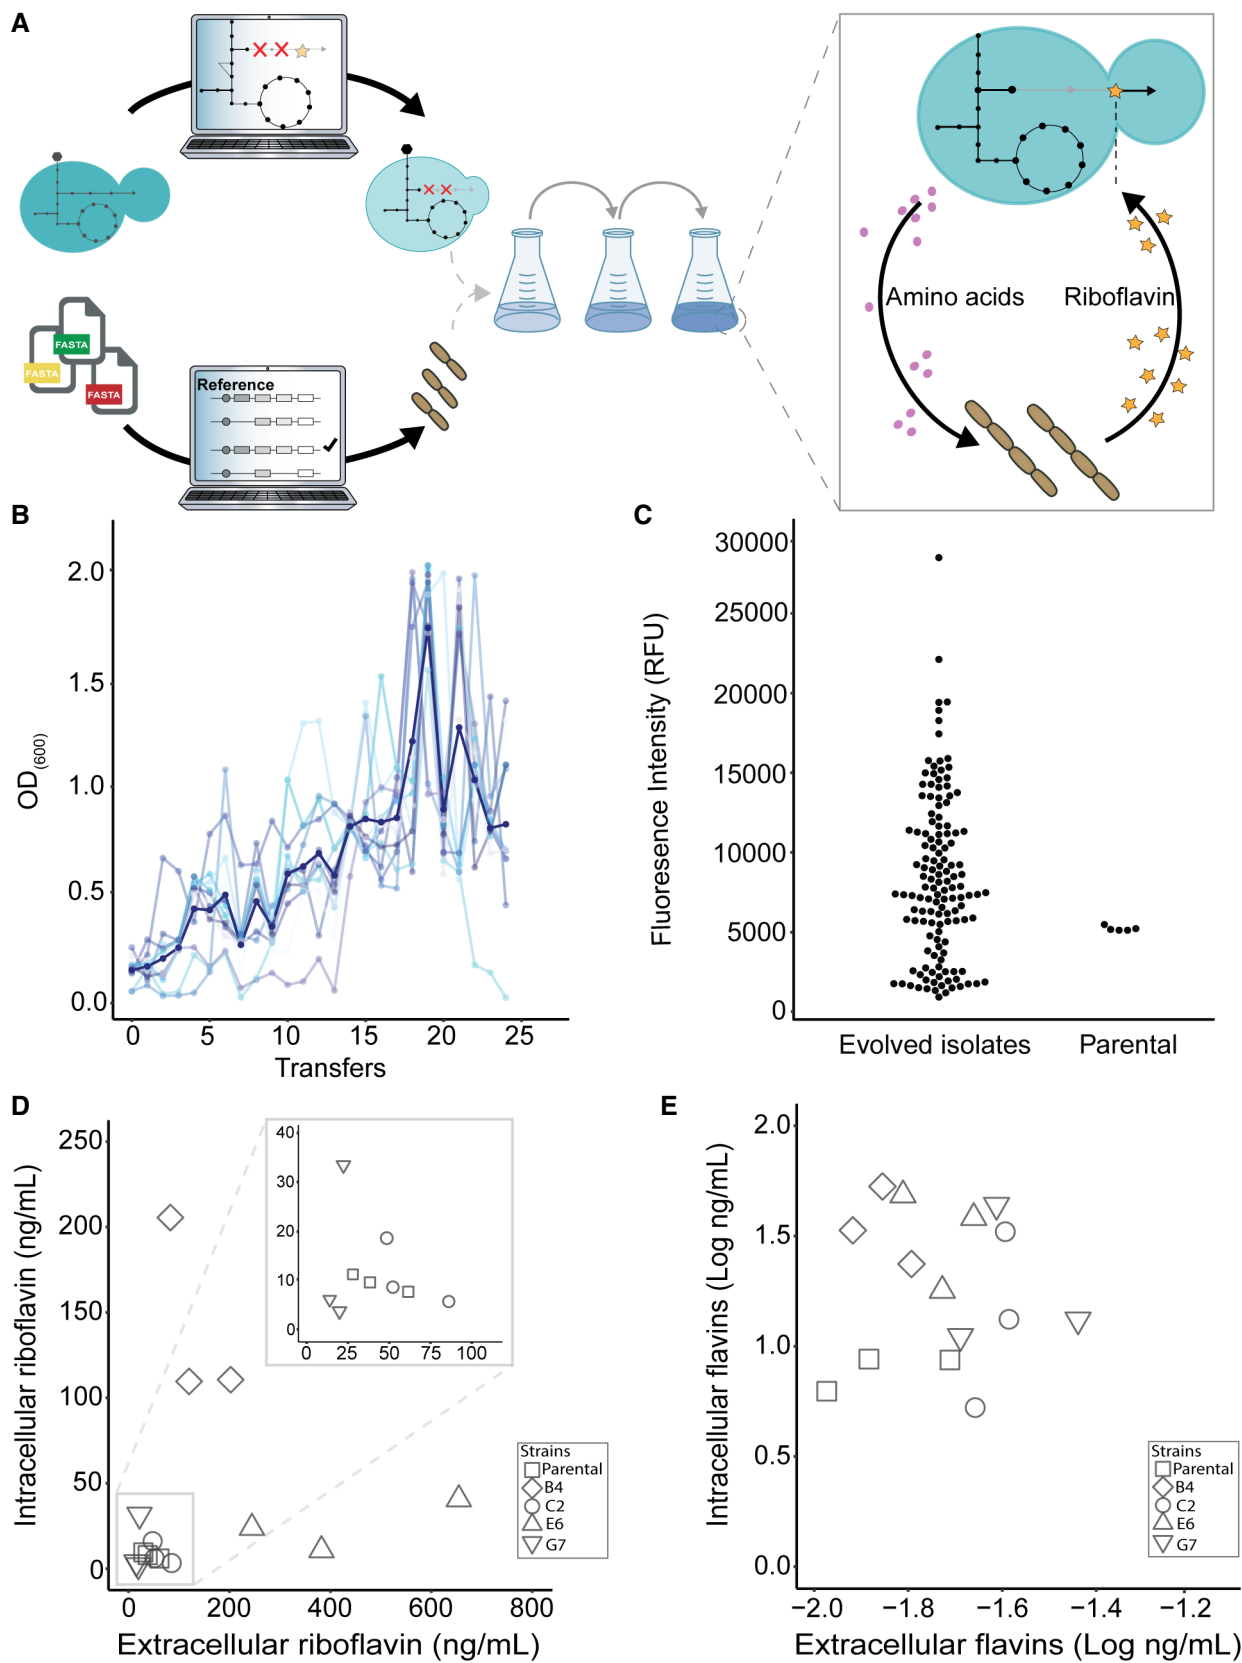 A
FASTA
FASTA
FASTA
Reference
Amino acids
Riboflavin
B
OD(600)
2.0
1.5
1.0
0.5
0.0
0 5 10 15 20 25
Transfers
C
Fluoresence Intensity (RFU)
30000
25000
20000
15000
10000
5000
0
Evolved isolates Parental
D
Intracellular riboflavin (ng/mL)
250
200
150
100
50
0
40
30
20
10
0
0 25 50 75 100
Strains
Parental
B4
C2
E6
G7
0 200 400 600 800
Extracellular riboflavin (ng/mL)
E
Intracellular flavins (Log ng/mL)
2.0
1.5
1.0
0.5
0.0
Strains
Parental
B4
C2
E6
G7
−2.0 −1.8 −1.6 −1.4 −1.2
Extracellular flavins (Log ng/mL)